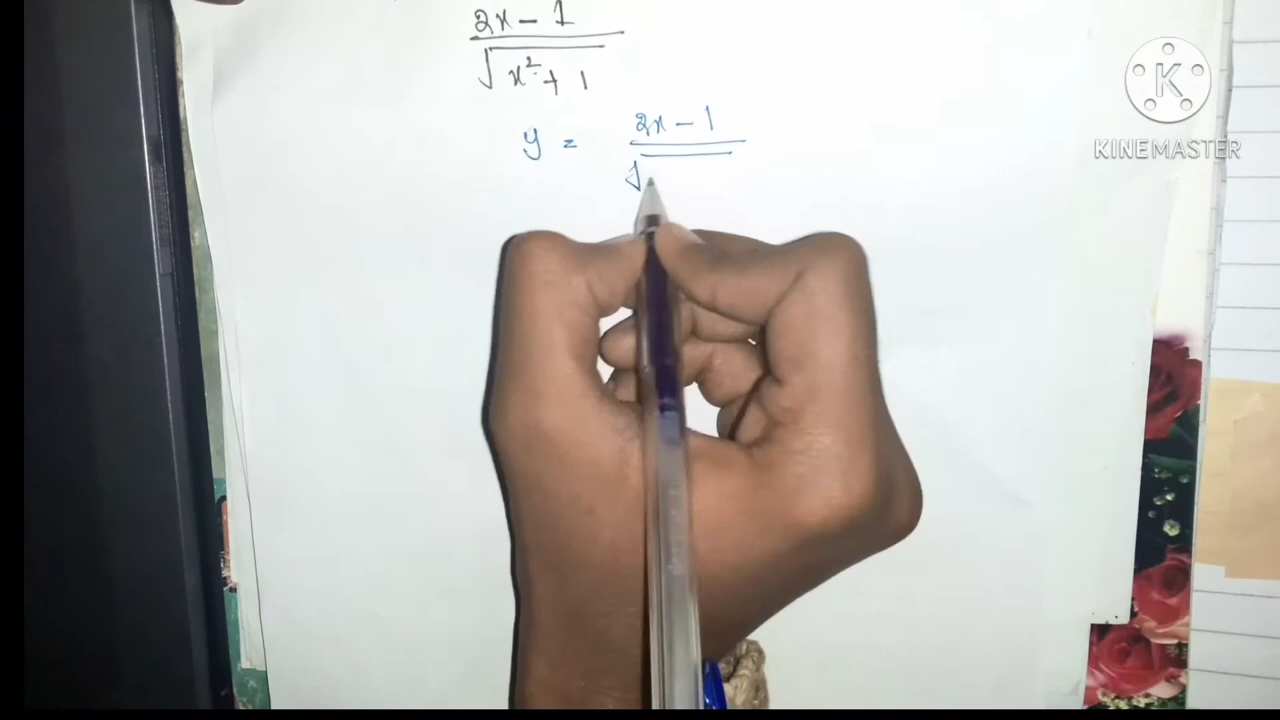 2x - 1
√x² + 1
y = 2x - 1
√
K
KINEMASTER